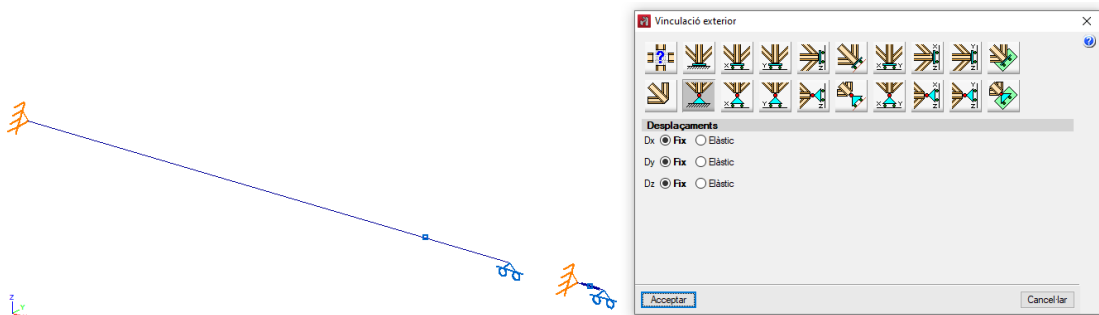 Vinculació exterior
Desplaçaments
Dx Fix Elàstic
Dy Fix Elàstic
Dz Fix Elàstic
Acceptar Cancel·lar
Z
Y